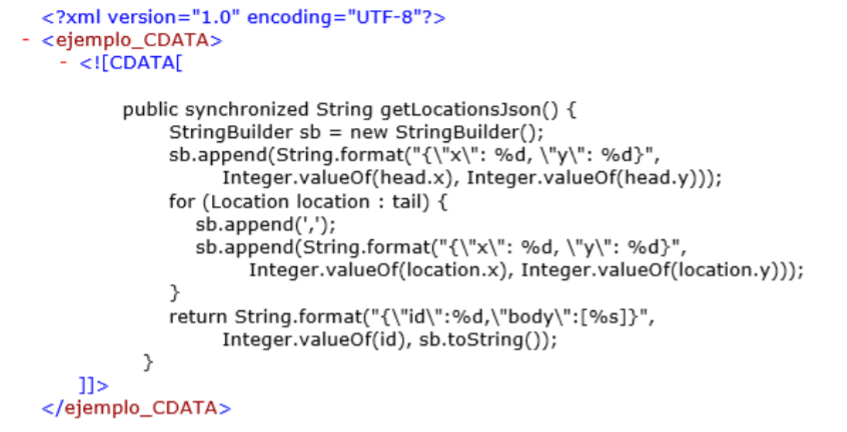 <?xml version="1.0" encoding="UTF-8"?>
- <ejemplo_CDATA>
- <![CDATA[
public synchronized String getLocationsJson() {
StringBuilder sb = new StringBuilder();
sb.append(String.format("{\"x\": %d, \"y\": %d}",
Integer.valueOf(head.x), Integer.valueOf(head.y)));
for (Location location : tail) {
sb.append(',');
sb.append(String.format("{\"x\": %d, \"y\": %d}",
Integer.valueOf(location.x), Integer.valueOf(location.y)));
}
return String.format("{\"id\":%d,\"body\":[%s]}",
Integer.valueOf(id), sb.toString());
}
]]>
</ejemplo_CDATA>